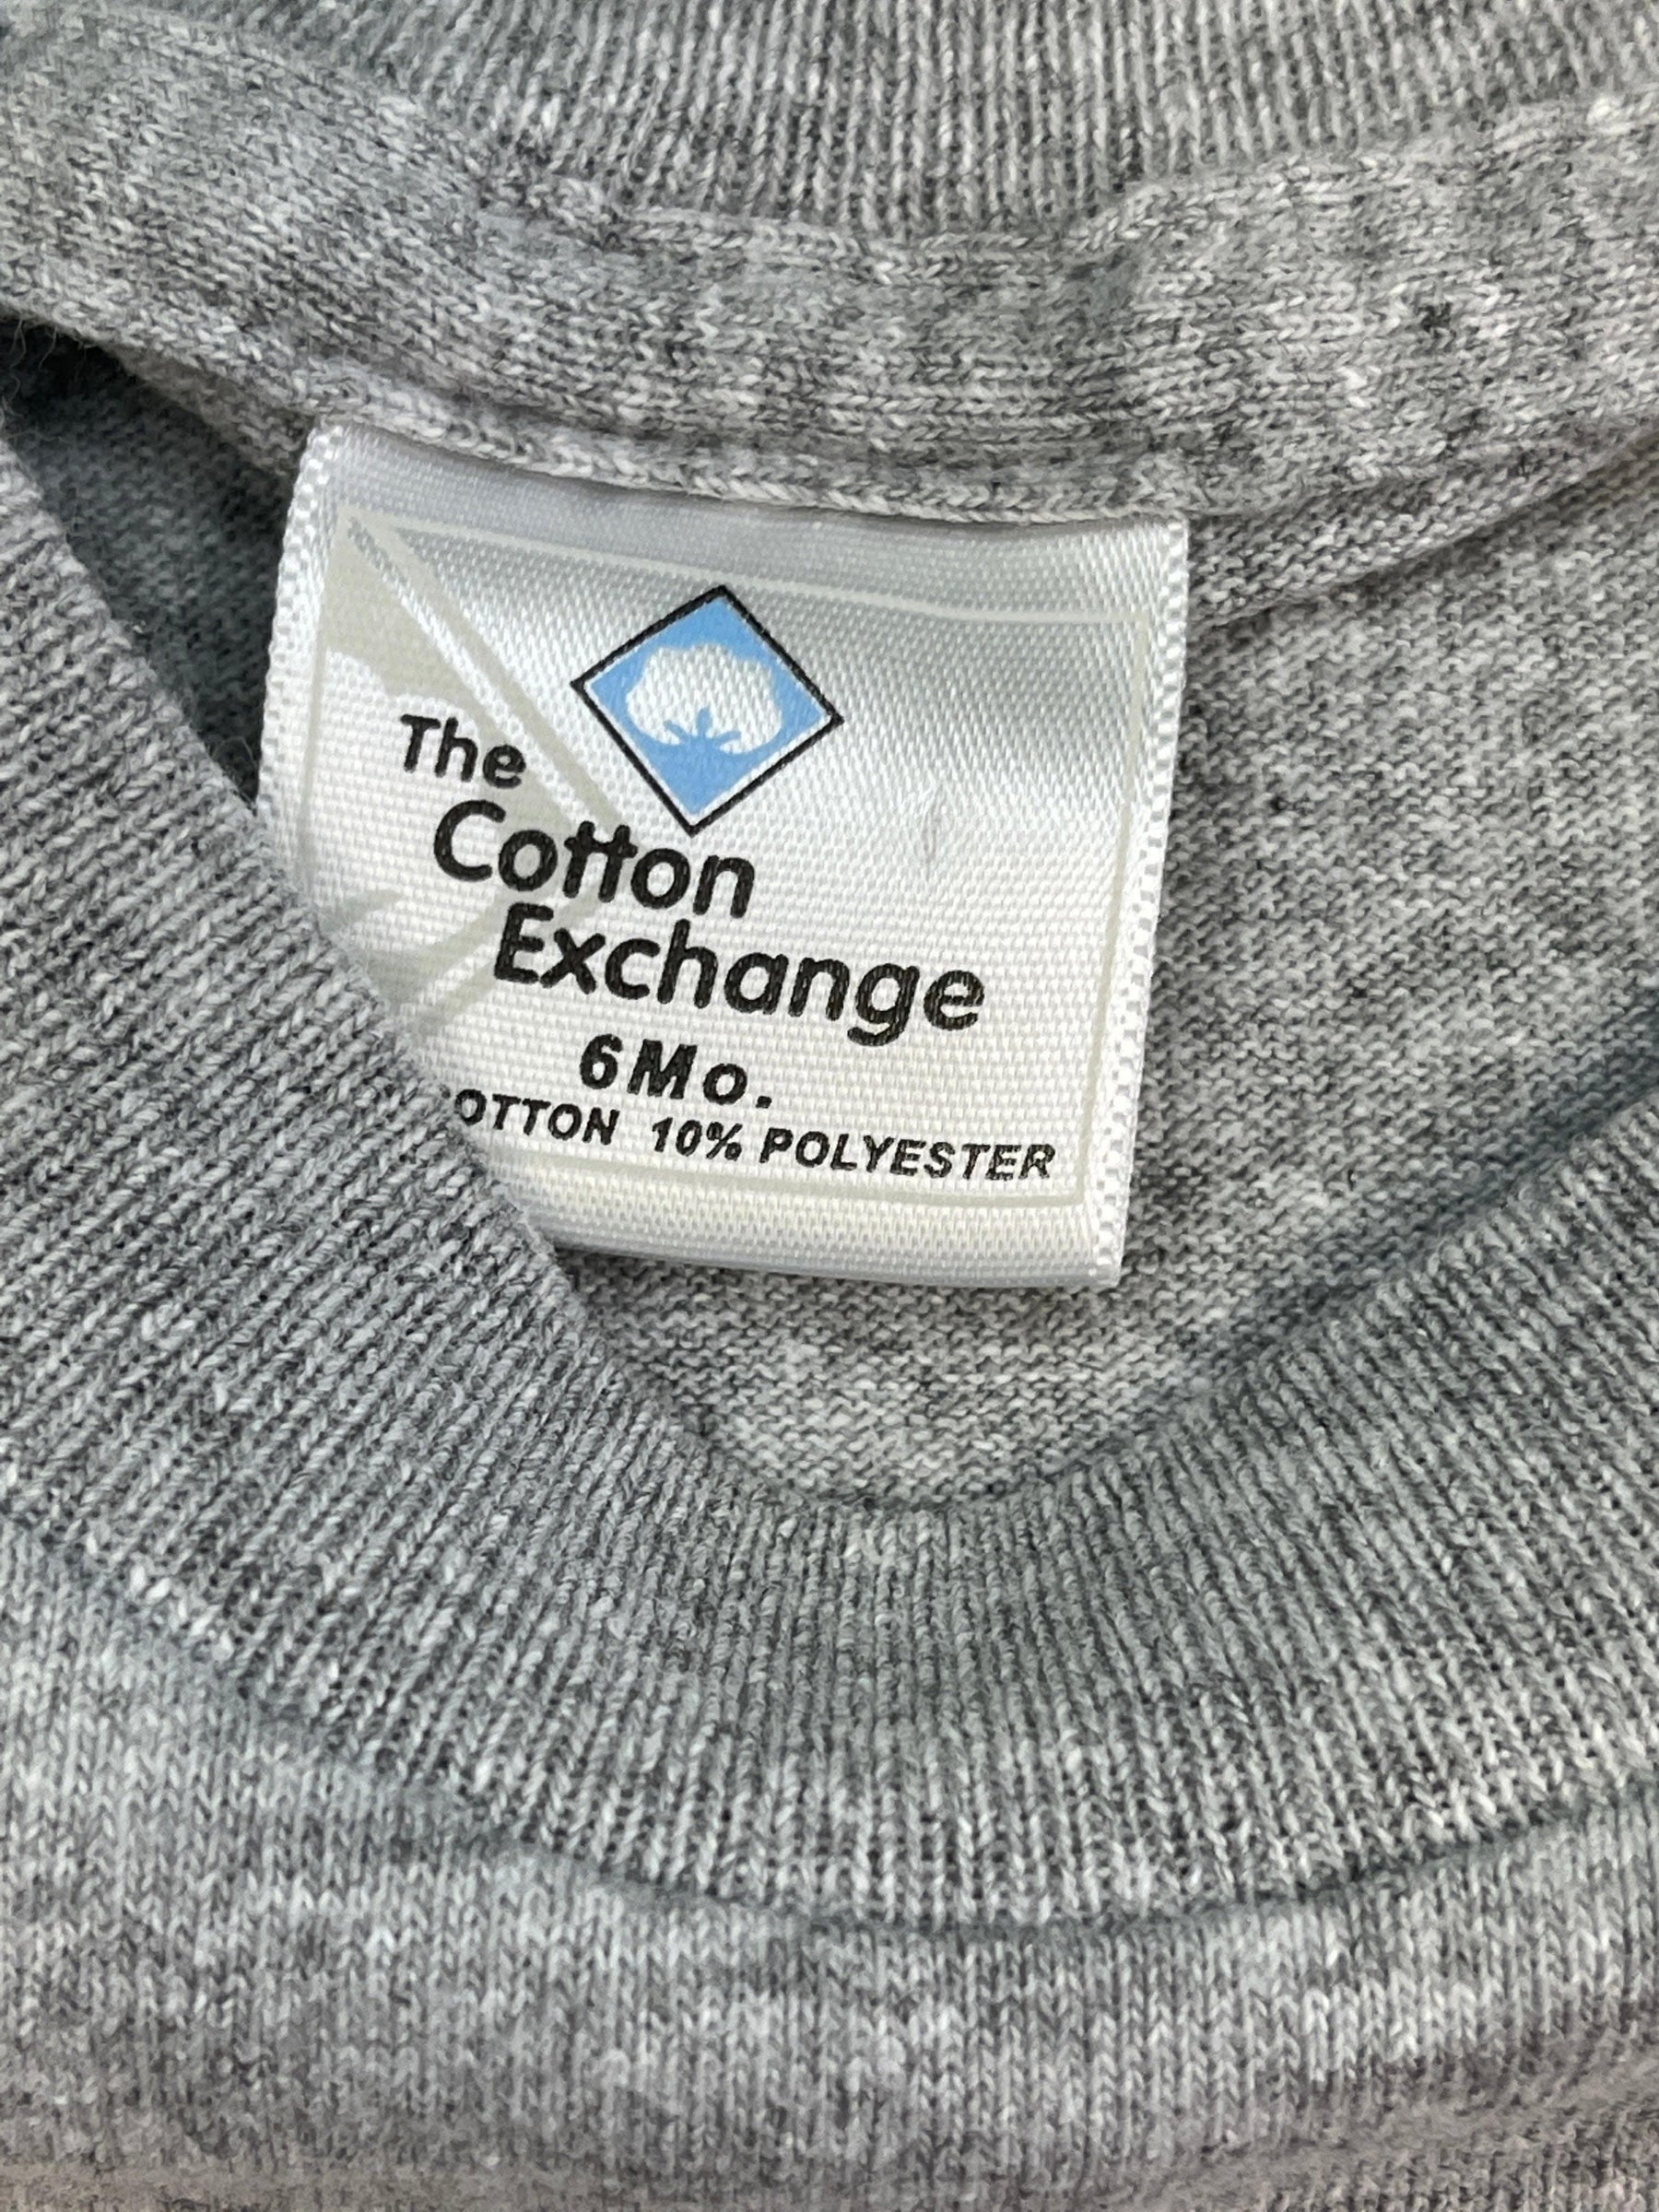 The
Cotton
Exchange
6Mo.
OTTON 10% POLYESTER